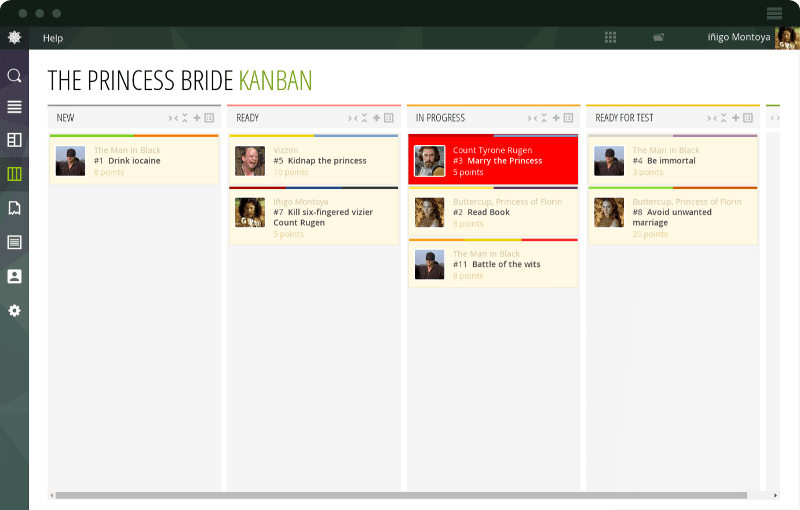 Help
íñigo Montoya
THE PRINCESS BRIDE KANBAN
NEW
READY
IN PROGRESS
READY FOR TEST
The Man In Black
#1 Drink iocaine
8 points
Vizzini
#5 Kidnap the princess
10 points
íñigo Montoya
#7 Kill six-fingered vizier
Count Rugen
5 points
Count Tyrone Rugen
#3 Marry the Princess
5 points
Buttercup, Princess of Florin
#2 Read Book
8 points
The Man In Black
#11 Battle of the wits
8 points
The Man In Black
#4 Be immortal
3 points
Buttercup, Princess of Florin
#8 Avoid unwanted
marriage
20 points